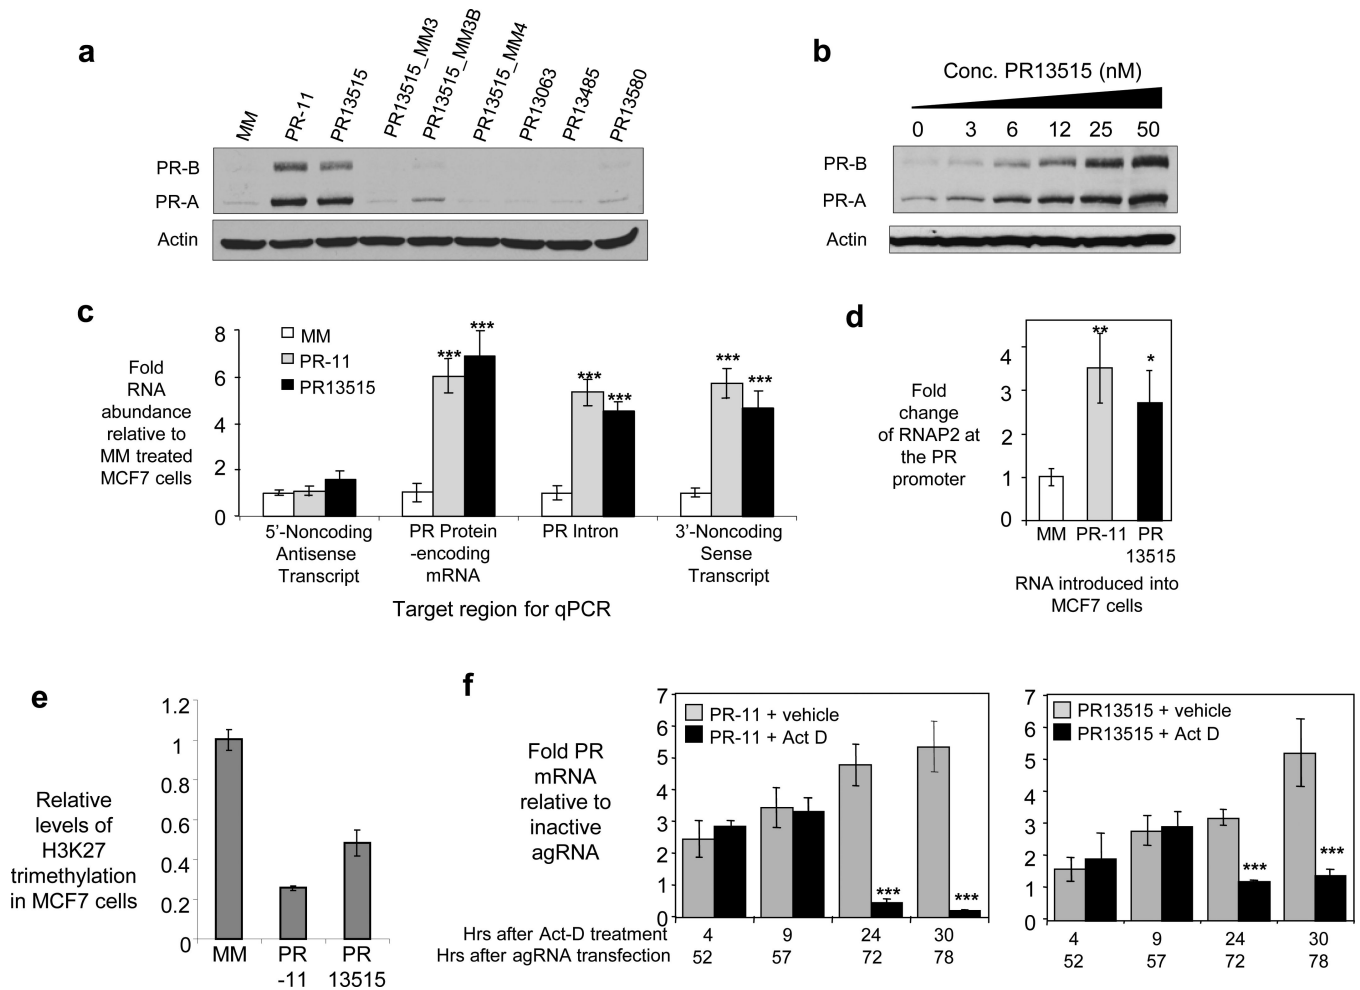 a
MM
PR-11
PR13515
PR13515_MM3
PR13515_MM3B
PR13515_MM4
PR13063
PR13485
PR13580
PR-B
PR-A
Actin
b
Conc. PR13515 (nM)
0 3 6 12 25 50
PR-B
PR-A
Actin
c
Fold
RNA
abundance
relative to
MM treated
MCF7 cells
8
6
4
2
0
MM
PR-11
PR13515
*** ***
*** ***
*** ***
5'-Noncoding
Antisense
Transcript
PR Protein
-encoding
mRNA
PR Intron
3'-Noncoding
Sense
Transcript
Target region for qPCR
d
Fold
change
of RNAP2 at
the PR
promoter
4
3
2
1
0
**
*
MM PR-11 PR
13515
RNA introduced into
MCF7 cells
e
Relative
levels of
H3K27
trimethylation
in MCF7 cells
1.2
1
0.8
0.6
0.4
0.2
0
MM
PR
-11
PR
13515
f
Fold PR
mRNA
relative to
inactive
agRNA
7
6
5
4
3
2
1
0
PR-11 + vehicle
PR-11 + Act D
***
***
Hrs after Act-D treatment 4 9 24 30
Hrs after agRNA transfection 52 57 72 78
7
6
5
4
3
2
1
0
PR13515 + vehicle
PR13515 + Act D
***
***
4 9 24 30
52 57 72 78